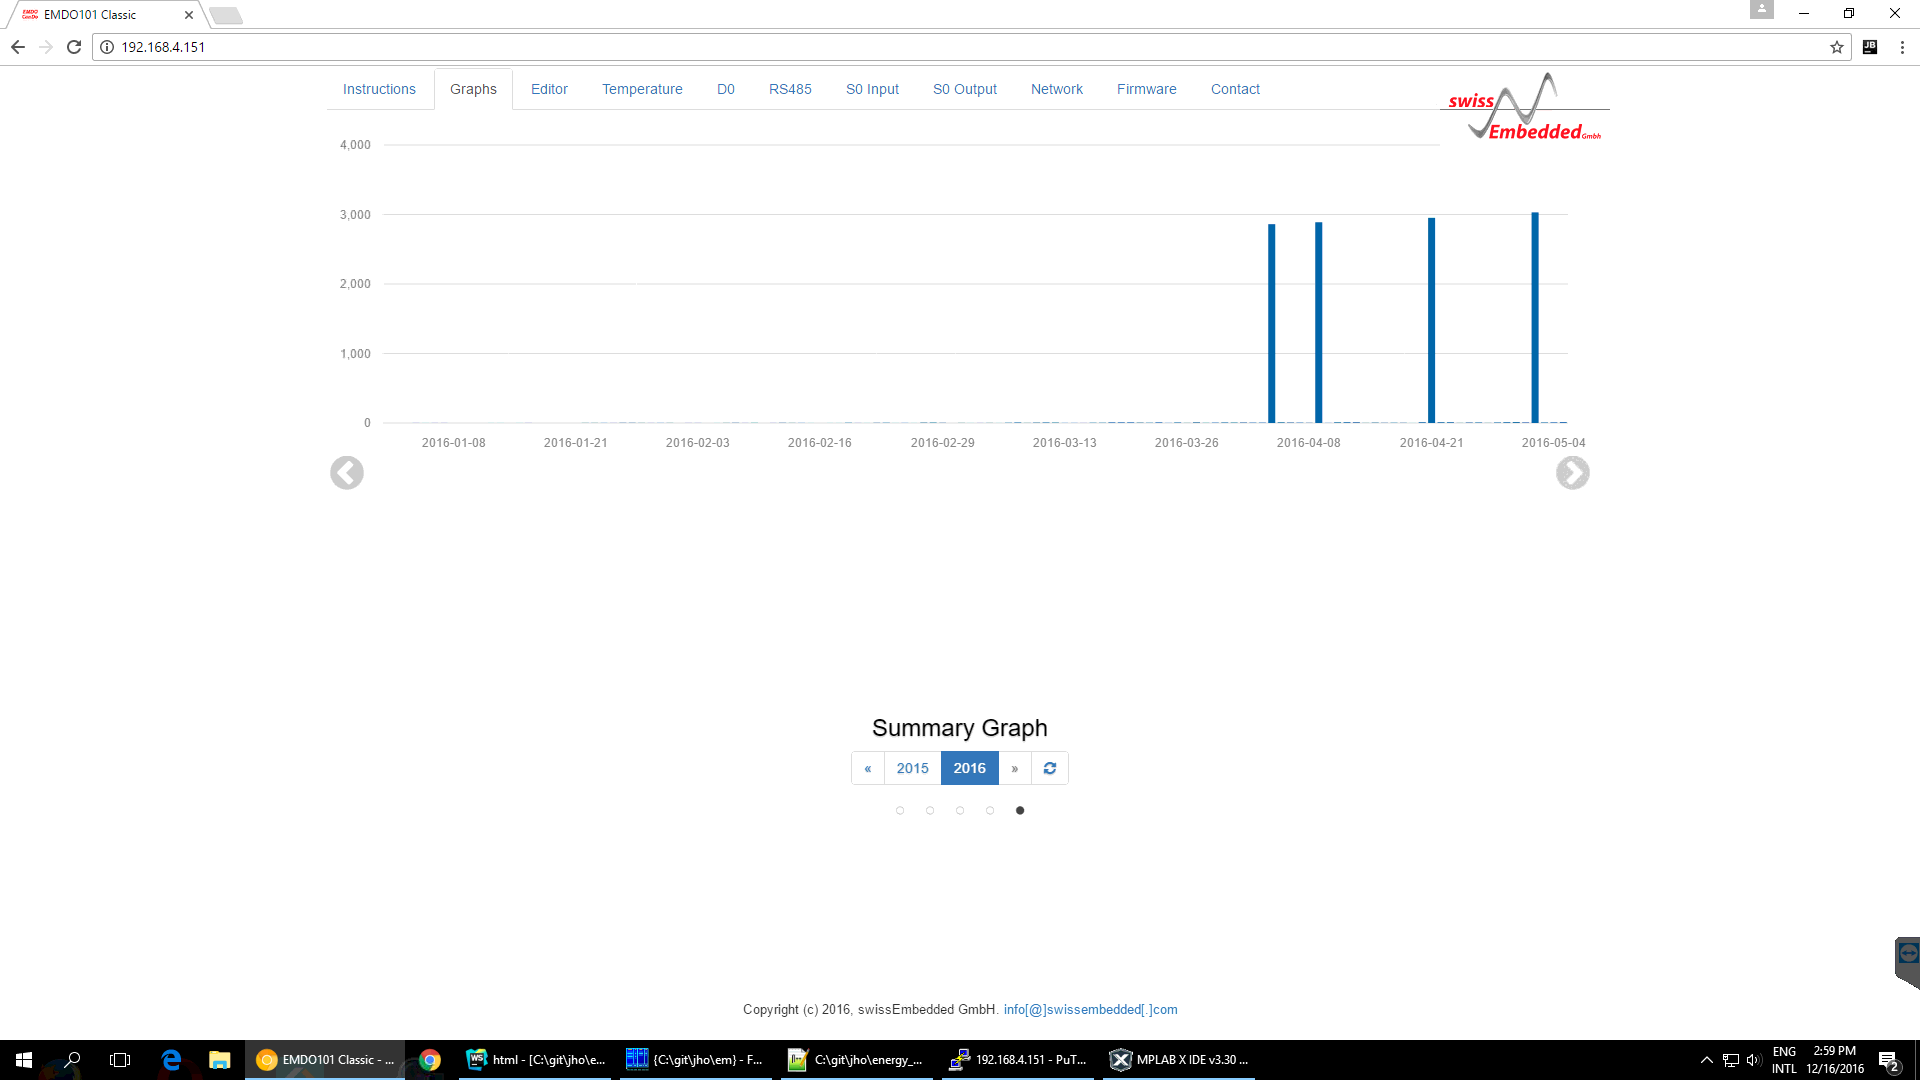 EMDO101 Classic
192.168.4.151
Instructions
Graphs
Editor
Temperature
D0
RS485
S0 Input
S0 Output
Network
Firmware
Contact
swiss
Embedded GmbH
4,000
3,000
2,000
1,000
0
2016-01-08
2016-01-21
2016-02-03
2016-02-16
2016-02-29
2016-03-13
2016-03-26
2016-04-08
2016-04-21
2016-05-04
Summary Graph
« 2015 2016 »
Copyright (c) 2016, swissEmbedded GmbH. info[@]swissembedded[.]com
EMDO101 Classic - ...
html - [C:\git\jho\e...
{C:\git\jho\em} - F...
C:\git\jho\energy_...
192.168.4.151 - PuT...
MPLAB X IDE v3.30 ...
ENG
INTL
2:59 PM
12/16/2016
2
JB
WS